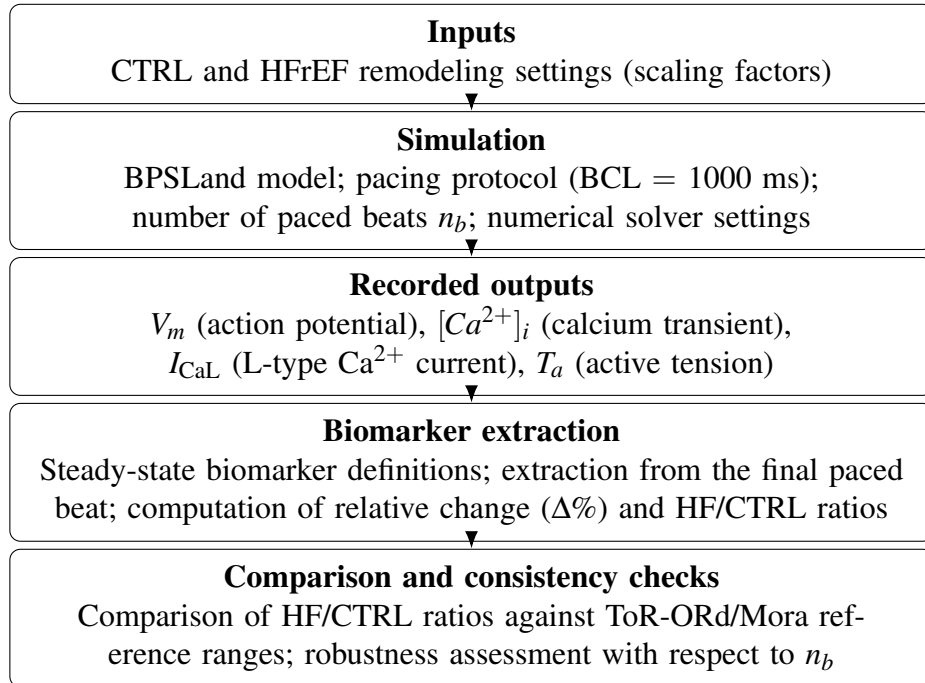 Inputs
CTRL and HFrEF remodeling settings (scaling factors)
Simulation
BPSLand model; pacing protocol (BCL = 1000 ms);
number of paced beats n_b; numerical solver settings
Recorded outputs
V_m (action potential), [Ca²⁺]_i (calcium transient),
I_CaL (L-type Ca²⁺ current), T_a (active tension)
Biomarker extraction
Steady-state biomarker definitions; extraction from the final paced
beat; computation of relative change (Δ%) and HF/CTRL ratios
Comparison and consistency checks
Comparison of HF/CTRL ratios against ToR-ORd/Mora ref-
erence ranges; robustness assessment with respect to n_b